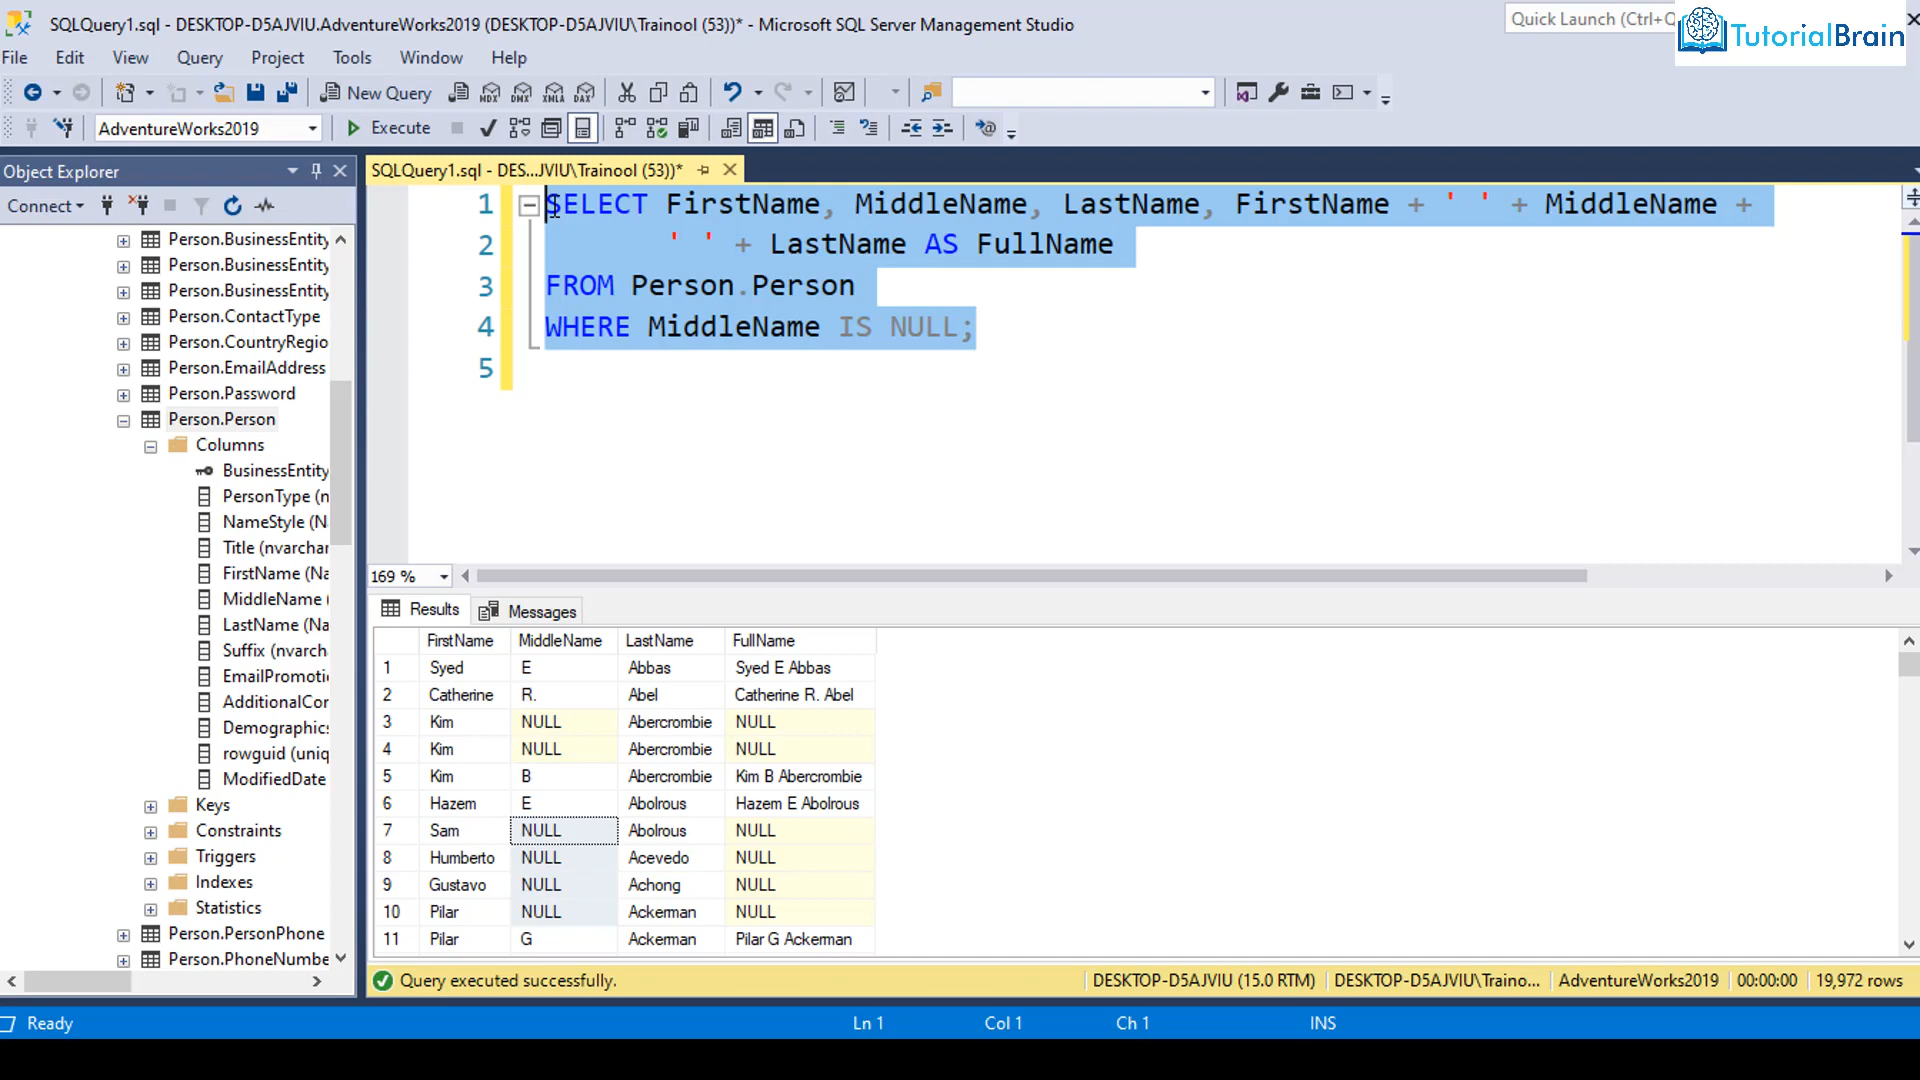 SQLQuery1.sql - DESKTOP-D5AJVIU.AdventureWorks2019 (DESKTOP-D5AJVIU\Trainool (53))* - Microsoft SQL Server Management Studio
Quick Launch (Ctrl+Q
TutorialBrain
File Edit View Query Project Tools Window Help
New Query MDX DMX XMLA DAX
AdventureWorks2019 Execute
Object Explorer
SQLQuery1.sql - DES...JVIU\Trainool (53))*
Connect
Person.BusinessEntity
Person.BusinessEntity
Person.BusinessEntity
Person.ContactType
Person.CountryRegio
Person.EmailAddress
Person.Password
Person.Person
Columns
BusinessEntity
PersonType (n
NameStyle (N
Title (nvarchar
FirstName (Na
MiddleName (
LastName (Na
Suffix (nvarch
EmailPromoti
AdditionalCor
Demographics
rowguid (uniq
ModifiedDate
Keys
Constraints
Triggers
Indexes
Statistics
Person.PersonPhone
Person.PhoneNumbe
1 SELECT FirstName, MiddleName, LastName, FirstName + ' ' + MiddleName +
2 ' ' + LastName AS FullName
3 FROM Person.Person
4 WHERE MiddleName IS NULL;
5
169 %
Results Messages
FirstName MiddleName LastName FullName
1 Syed E Abbas Syed E Abbas
2 Catherine R. Abel Catherine R. Abel
3 Kim NULL Abercrombie NULL
4 Kim NULL Abercrombie NULL
5 Kim B Abercrombie Kim B Abercrombie
6 Hazem E Abolrous Hazem E Abolrous
7 Sam NULL Abolrous NULL
8 Humberto NULL Acevedo NULL
9 Gustavo NULL Achong NULL
10 Pilar NULL Ackerman NULL
11 Pilar G Ackerman Pilar G Ackerman
Query executed successfully. DESKTOP-D5AJVIU (15.0 RTM) DESKTOP-D5AJVIU\Traino... AdventureWorks2019 00:00:00 19,972 rows
Ready Ln 1 Col 1 Ch 1 INS